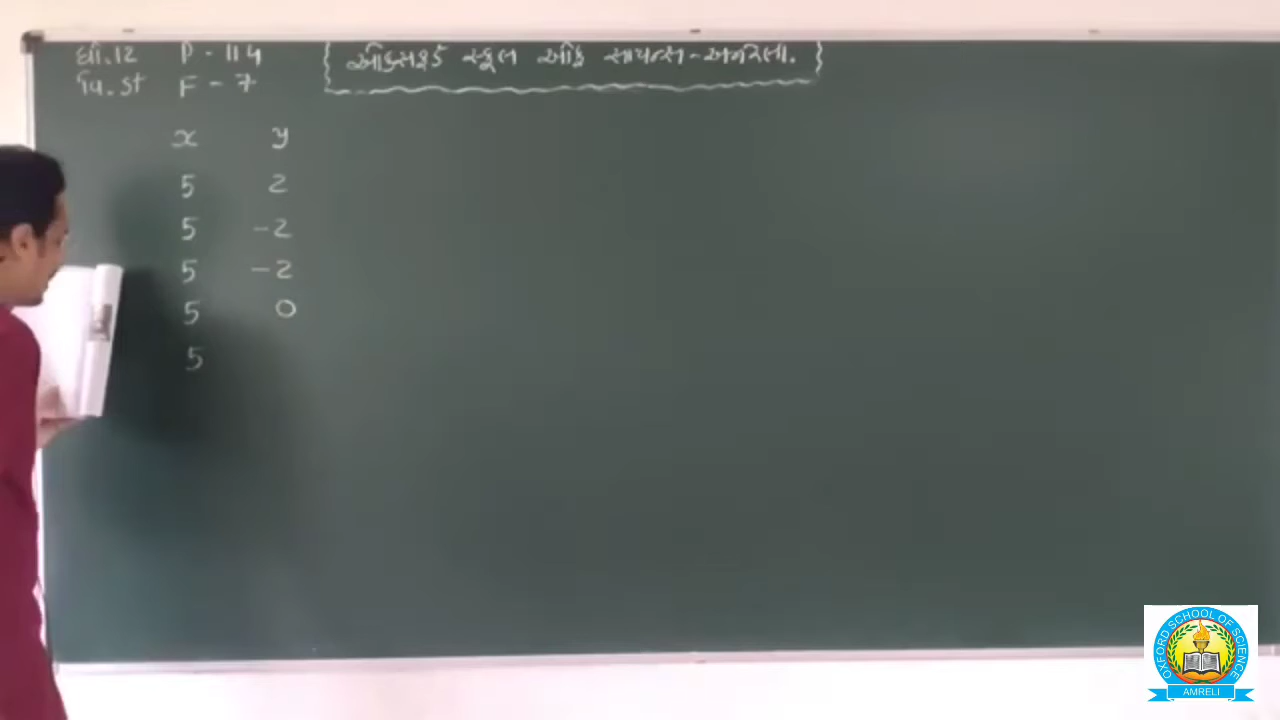 ધો.12 P - 114
વિ. st F - 7
{ ઓક્સફર્ડ સ્કૂલ ઓફ સાયન્સ - અમરેલી. }
x y
5 2
5 -2
5 -2
5 0
5
OXFORD SCHOOL OF SCIENCE
AMRELI